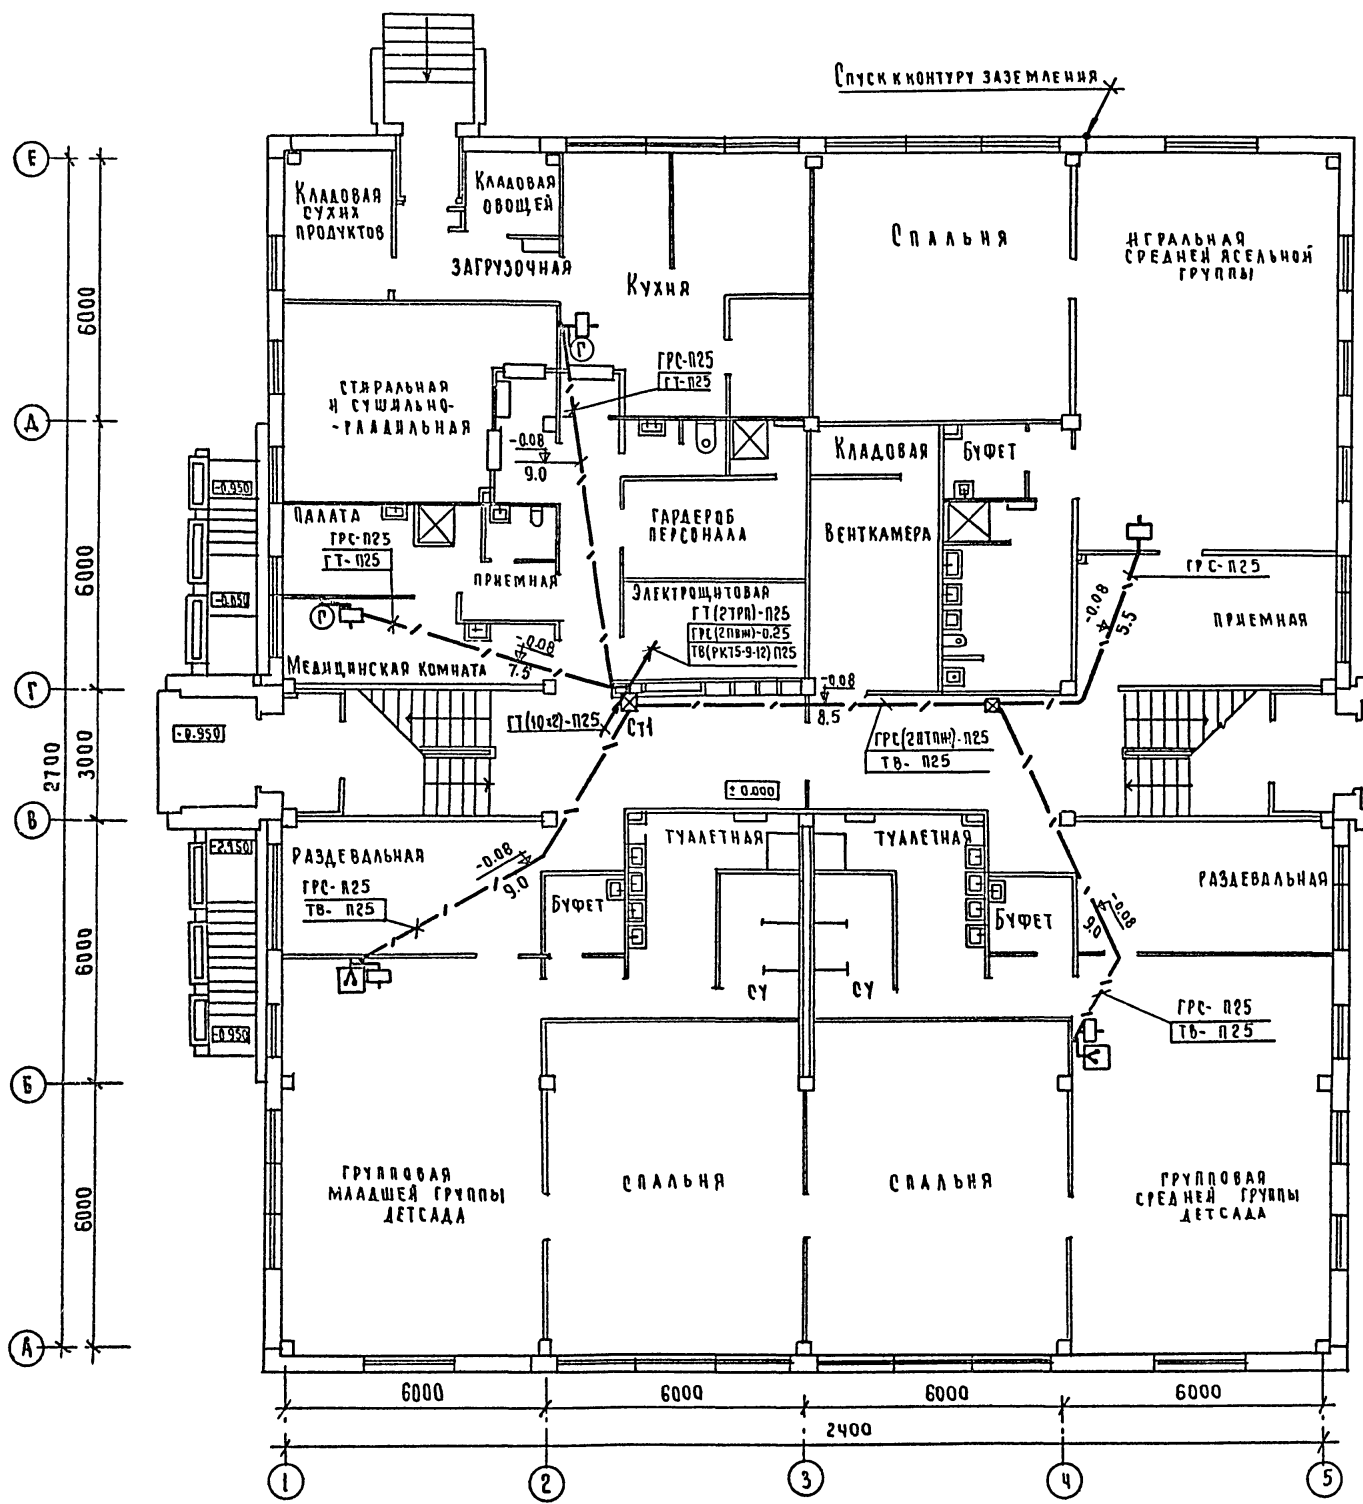 Спуск к контуру заземления
Е
Кладовая
сухих
продуктов
Кладовая
овощей
загрузочная
Кухня
Спальня
Игральная
средней ясельной
группы
6000
Г
ГРС-П25
ГТ-П25
Стиральная
и сушильно-
-гладильная
Д
-0.08
9.0
Кладовая
Буфет
-0.950
Палата
ГРС-П25
ГТ-П25
Гардероб
персонала
Венткамера
ГРС-П25
6000
приемная
Электрощитовая
ГТ(2ТРП)-П25
ГРС(2ПВЖ)-0.25
ТВ(РК75-9-12)П25
-0.08
5.5
приемная
-0.050
Г
-0.08
7.5
Медицинская комната
Г
-0.08
8.5
ГТ(10х2)-П25
Ст1
ГРС(2ПТПЖ)-П25
ТВ- П25
-0.950
2700
3000
± 0.000
В
-2.950
Раздевальная
-0.08
9.0
туалетная
туалетная
Раздевальная
ГРС-П25
ТВ- П25
Буфет
Буфет
-0.08
9.0
6000
СУ
СУ
ГРС- П25
ТВ- П25
-0.950
Б
6000
групповая
младшей группы
детсада
спальня
спальня
групповая
средней группы
детсада
А
6000
6000
6000
6000
2400
1
2
3
4
5